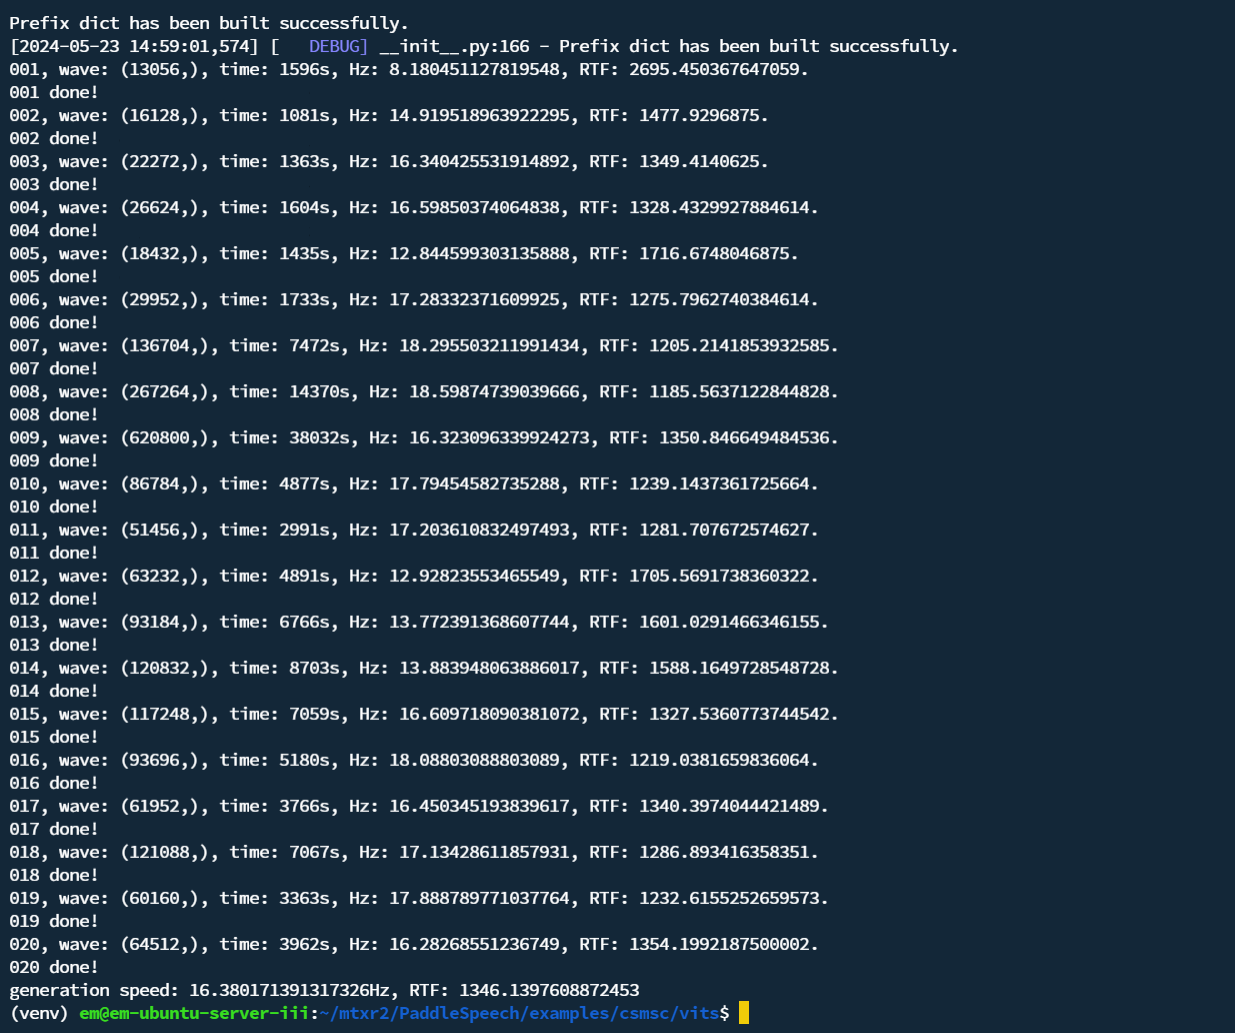 Prefix dict has been built successfully.
[2024-05-23 14:59:01,574] [   DEBUG] __init__.py:166 - Prefix dict has been built successfully.
001, wave: (13056,), time: 1596s, Hz: 8.180451127819548, RTF: 2695.450367647059.
001 done!
002, wave: (16128,), time: 1081s, Hz: 14.919518963922295, RTF: 1477.9296875.
002 done!
003, wave: (22272,), time: 1363s, Hz: 16.340425531914892, RTF: 1349.4140625.
003 done!
004, wave: (26624,), time: 1604s, Hz: 16.59850374064838, RTF: 1328.4329927884614.
004 done!
005, wave: (18432,), time: 1435s, Hz: 12.844599303135888, RTF: 1716.6748046875.
005 done!
006, wave: (29952,), time: 1733s, Hz: 17.28332371609925, RTF: 1275.7962740384614.
006 done!
007, wave: (136704,), time: 7472s, Hz: 18.295503211991434, RTF: 1205.2141853932585.
007 done!
008, wave: (267264,), time: 14370s, Hz: 18.59874739039666, RTF: 1185.5637122844828.
008 done!
009, wave: (620800,), time: 38032s, Hz: 16.323096339924273, RTF: 1350.846649484536.
009 done!
010, wave: (86784,), time: 4877s, Hz: 17.79454582735288, RTF: 1239.1437361725664.
010 done!
011, wave: (51456,), time: 2991s, Hz: 17.203610832497493, RTF: 1281.707672574627.
011 done!
012, wave: (63232,), time: 4891s, Hz: 12.92823553465549, RTF: 1705.5691738360322.
012 done!
013, wave: (93184,), time: 6766s, Hz: 13.772391368607744, RTF: 1601.0291466346155.
013 done!
014, wave: (120832,), time: 8703s, Hz: 13.883948063886017, RTF: 1588.1649728548728.
014 done!
015, wave: (117248,), time: 7059s, Hz: 16.609718090381072, RTF: 1327.5360773744542.
015 done!
016, wave: (93696,), time: 5180s, Hz: 18.08803088803089, RTF: 1219.0381659836064.
016 done!
017, wave: (61952,), time: 3766s, Hz: 16.450345193839617, RTF: 1340.3974044421489.
017 done!
018, wave: (121088,), time: 7067s, Hz: 17.13428611857931, RTF: 1286.893416358351.
018 done!
019, wave: (60160,), time: 3363s, Hz: 17.888789771037764, RTF: 1232.6155252659573.
019 done!
020, wave: (64512,), time: 3962s, Hz: 16.28268551236749, RTF: 1354.1992187500002.
020 done!
generation speed: 16.380171391317326Hz, RTF: 1346.1397608872453
(venv) em@em-ubuntu-server-iii:~/mtxr2/PaddleSpeech/examples/csmsc/vits$